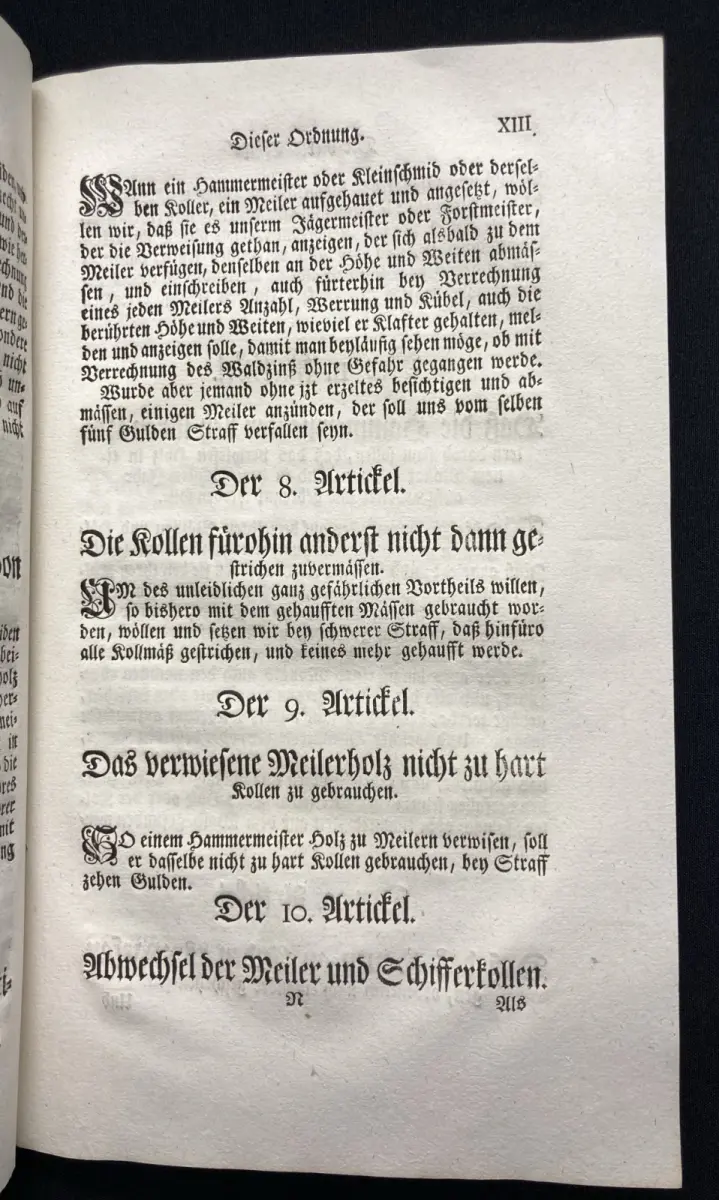 Dieser Ordnung.
XIII.
WAnn ein Hammermeister oder Kleinschmid oder dersel-
ben Koller, ein Meiler aufgehauet und angesetzt, wöl-
len wir, daß sie es unserm Jägermeister oder Forstmeister,
der die Verweisung gethan, anzeigen, der sich alsbald zu dem
Meiler verfügen, denselben an der Höhe und Weiten abmäs-
sen, und einschreiben, auch fürterhin bey Verrechnung
eines jeden Meilers Anzahl, Werrung und Kübel, auch die
berührten Höhe und Weiten, wieviel er Klafter gehalten, mel-
den und anzeigen solle, damit man beyläufig sehen möge, ob mit
Verrechnung des Waldzinß ohne Gefahr gegangen werde.
Wurde aber jemand ohne jzt erzeltes besichtigen und ab-
mässen, einigen Meiler anzünden, der soll uns vom selben
fünf Gulden Straff verfallen seyn.
Der 8. Artickel.
Die Kollen fürohin anderst nicht dann ge-
strichen zuvermässen.
UM des unleidlichen ganz gefährlichen Vortheils willen,
so bishero mit dem gehaufften Mässen gebraucht wor-
den, wöllen und setzen wir bey schwerer Straff, daß hinfüro
alle Kollmäß gestrichen, und keines mehr gehaufft werde.
Der 9. Artickel.
Das verwiesene Meilerholz nicht zu hart
Kollen zu gebrauchen.
SO einem Hammermeister Holz zu Meilern verwisen, soll
er dasselbe nicht zu hart Kollen gebrauchen, bey Straff
zehen Gulden.
Der 10. Artickel.
Abwechsel der Meiler und Schifferkollen.
N
Als